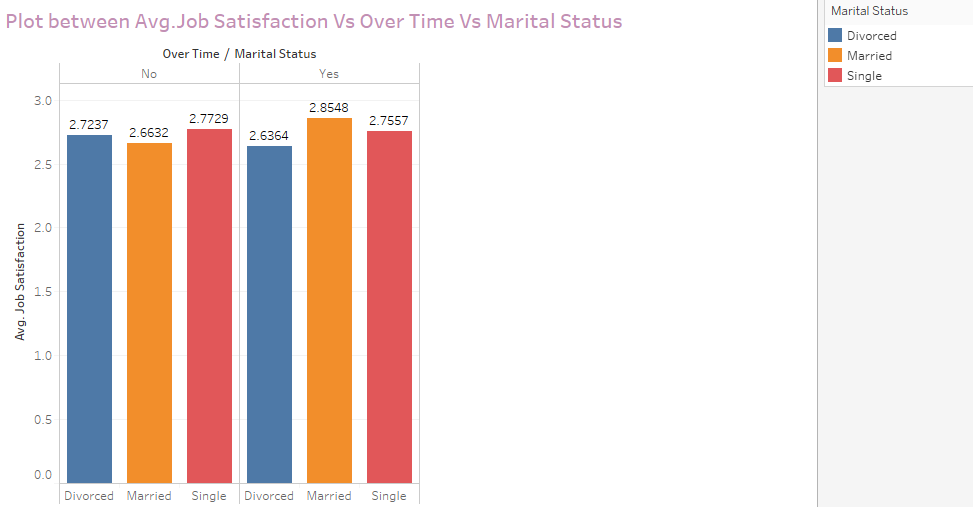 Plot between Avg.Job Satisfaction Vs Over Time Vs Marital Status
Over Time / Marital Status
No Yes
3.0
2.5
2.0
1.5
1.0
0.5
0.0
Avg. Job Satisfaction
2.7237 2.6632 2.7729 2.6364 2.8548 2.7557
Divorced Married Single Divorced Married Single
Marital Status
Divorced
Married
Single